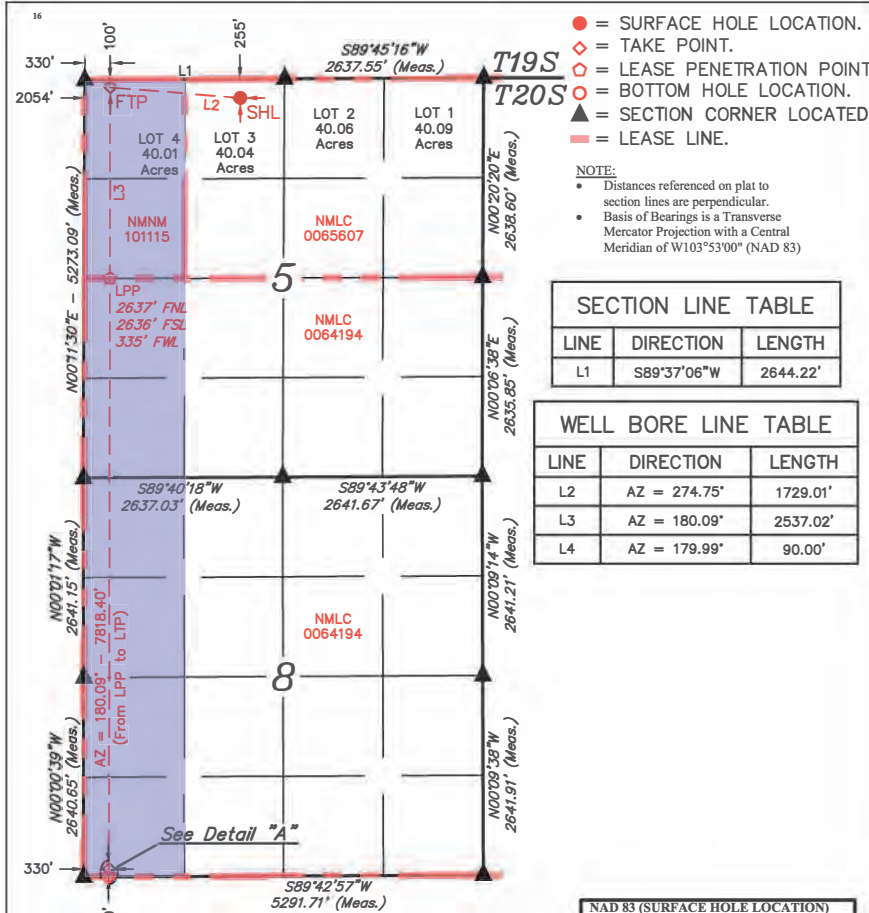 16
330'
100'
255'
L1
S89°45'16"W
2637.55' (Meas.)
T19S
T20S
2054'
FTP
L2
SHL
LOT 4
40.01
Acres
LOT 3
40.04
Acres
LOT 2
40.06
Acres
LOT 1
40.09
Acres
L3
NMNM
101115
NMLC
0065607
N00°20'20"E
2638.60' (Meas.)
N00°11'30"E - 5273.09' (Meas.)
5
LPP
2637' FNL
2636' FSL
335' FWL
NMLC
0064194
N00°06'38"E
2635.85' (Meas.)
S89°40'18"W
2637.03' (Meas.)
S89°43'48"W
2641.67' (Meas.)
N00°01'17"W
2641.15' (Meas.)
AZ = 180.09° - 7818.40'
(From LPP to LTP)
NMLC
0064194
N00°09'14"W
2641.21' (Meas.)
8
N00°00'39"W
2640.65' (Meas.)
N00°09'38"W
2641.91' (Meas.)
See Detail "A"
330'
S89°42'57"W
5291.71' (Meas.)
= SURFACE HOLE LOCATION.
= TAKE POINT.
= LEASE PENETRATION POINT
= BOTTOM HOLE LOCATION.
= SECTION CORNER LOCATED
= LEASE LINE.
NOTE:
• Distances referenced on plat to
section lines are perpendicular.
• Basis of Bearings is a Transverse
Mercator Projection with a Central
Meridian of W103°53'00" (NAD 83)
SECTION LINE TABLE
LINE DIRECTION LENGTH
L1 S89°37'06"W 2644.22'
WELL BORE LINE TABLE
LINE DIRECTION LENGTH
L2 AZ = 274.75° 1729.01'
L3 AZ = 180.09° 2537.02'
L4 AZ = 179.99° 90.00'
NAD 83 (SURFACE HOLE LOCATION)